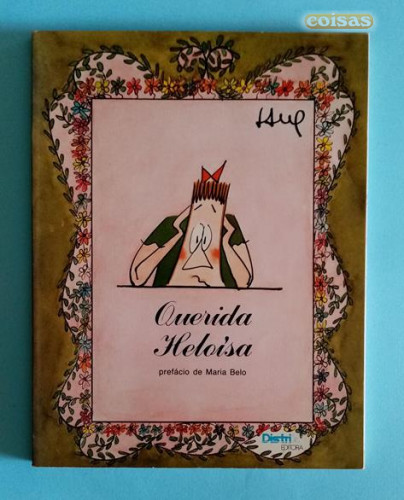 coisas
Querida
Heloísa
prefácio de Maria Belo
Distri
EDITORA